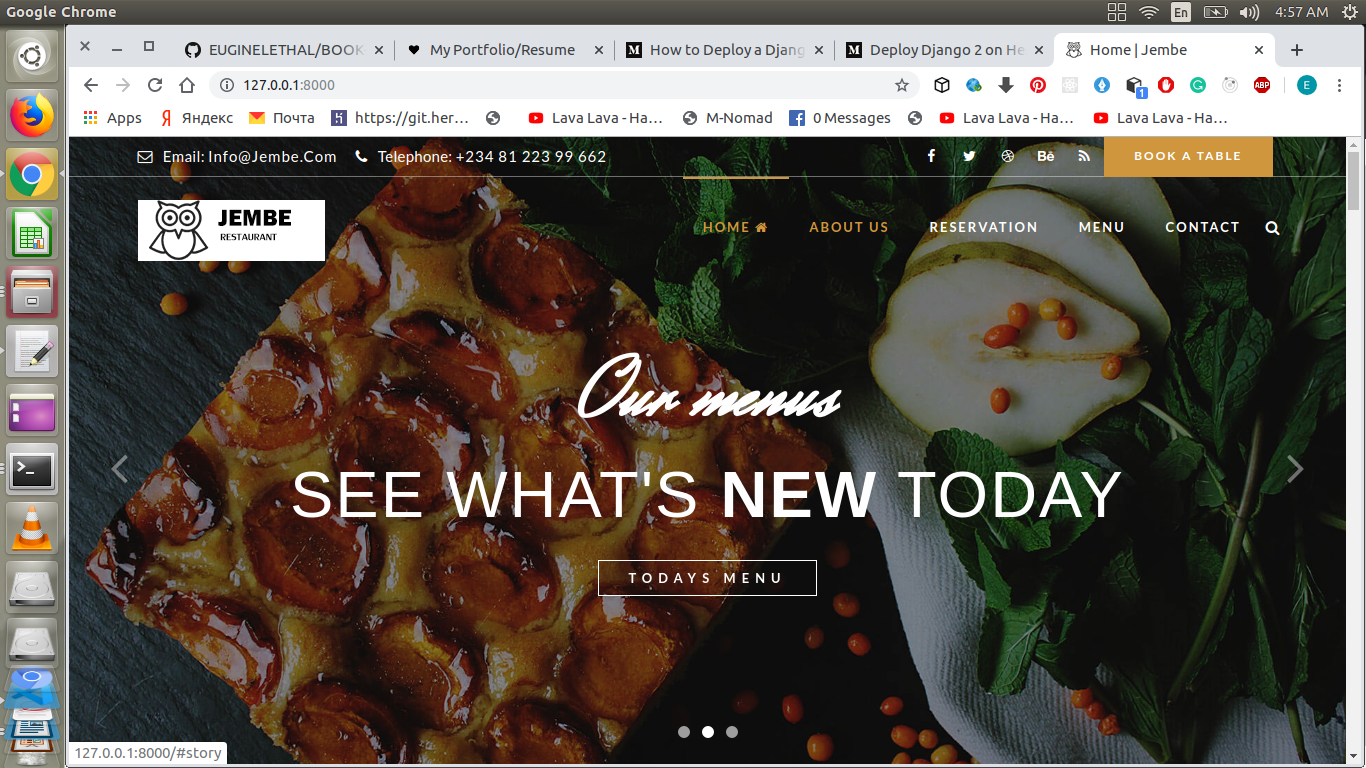 Google Chrome
En
4:57 AM
EUGINELETHAL/BOOK
My Portfolio/Resume
How to Deploy a Djang
Deploy Django 2 on He
Home | Jembe
127.0.0.1:8000
1
ABP
E
Apps
Яндекс
Почта
https://git.her…
Lava Lava - Ha…
M-Nomad
0 Messages
Lava Lava - Ha…
Lava Lava - Ha…
Email: Info@Jembe.Com
Telephone: +234 81 223 99 662
Bē
BOOK A TABLE
JEMBE
RESTAURANT
HOME
ABOUT US
RESERVATION
MENU
CONTACT
Our menus
SEE WHAT'S NEW TODAY
TODAYS MENU
127.0.0.1:8000/#story